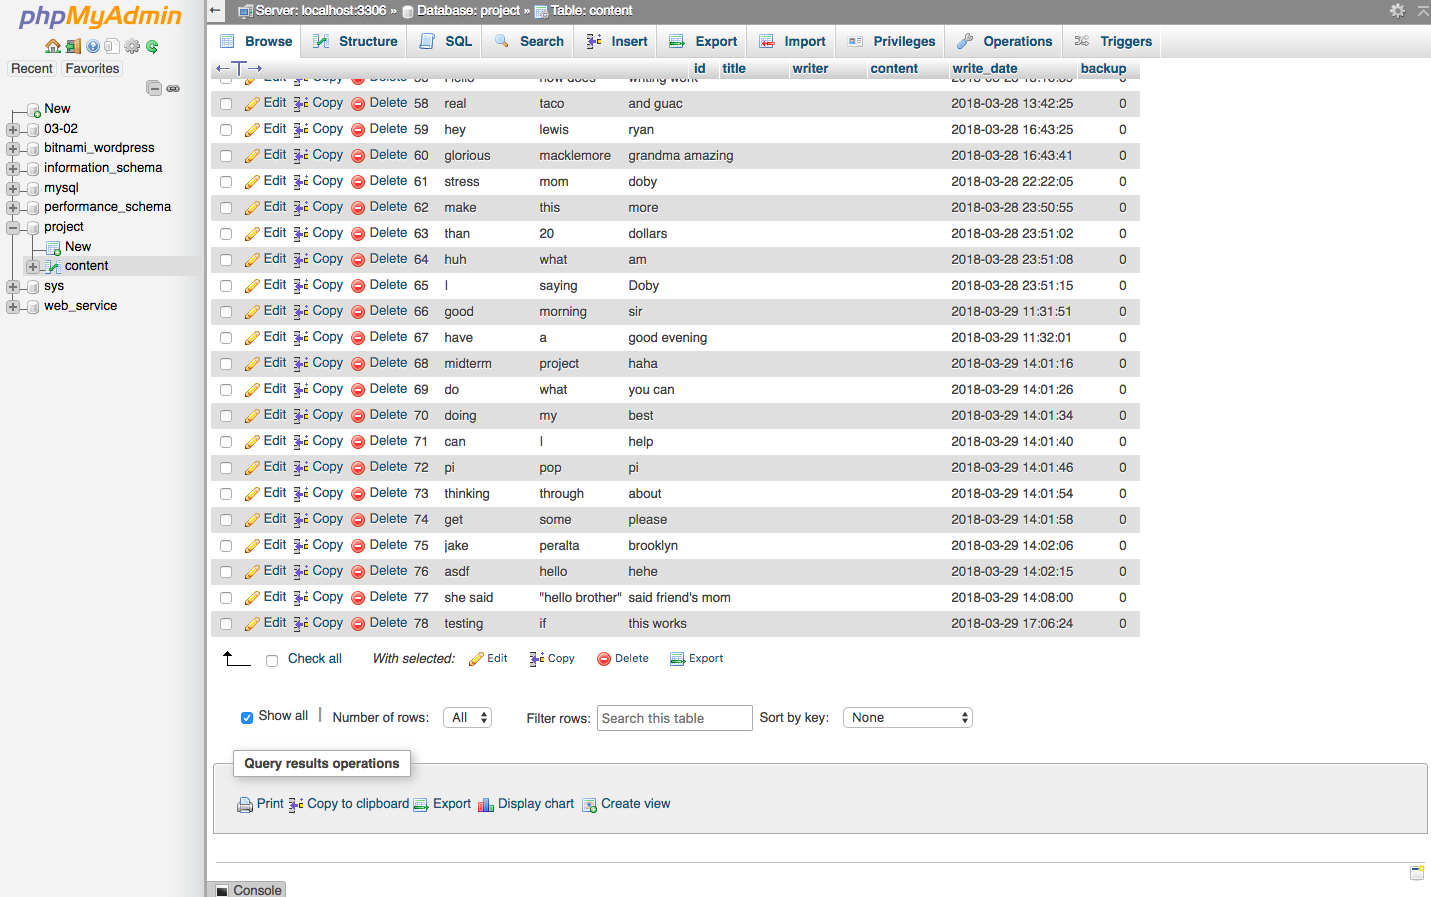 phpMyAdmin
Recent Favorites
New
03-02
bitnami_wordpress
information_schema
mysql
performance_schema
project
New
content
sys
web_service
Server: localhost:3306 » Database: project » Table: content
Browse Structure SQL Search Insert Export Import Privileges Operations Triggers
←T→ id title writer content write_date backup
Edit Copy Delete 58 real taco and guac 2018-03-28 13:42:25 0
Edit Copy Delete 59 hey lewis ryan 2018-03-28 16:43:25 0
Edit Copy Delete 60 glorious macklemore grandma amazing 2018-03-28 16:43:41 0
Edit Copy Delete 61 stress mom doby 2018-03-28 22:22:05 0
Edit Copy Delete 62 make this more 2018-03-28 23:50:55 0
Edit Copy Delete 63 than 20 dollars 2018-03-28 23:51:02 0
Edit Copy Delete 64 huh what am 2018-03-28 23:51:08 0
Edit Copy Delete 65 I saying Doby 2018-03-28 23:51:15 0
Edit Copy Delete 66 good morning sir 2018-03-29 11:31:51 0
Edit Copy Delete 67 have a good evening 2018-03-29 11:32:01 0
Edit Copy Delete 68 midterm project haha 2018-03-29 14:01:16 0
Edit Copy Delete 69 do what you can 2018-03-29 14:01:26 0
Edit Copy Delete 70 doing my best 2018-03-29 14:01:34 0
Edit Copy Delete 71 can I help 2018-03-29 14:01:40 0
Edit Copy Delete 72 pi pop pi 2018-03-29 14:01:46 0
Edit Copy Delete 73 thinking through about 2018-03-29 14:01:54 0
Edit Copy Delete 74 get some please 2018-03-29 14:01:58 0
Edit Copy Delete 75 jake peralta brooklyn 2018-03-29 14:02:06 0
Edit Copy Delete 76 asdf hello hehe 2018-03-29 14:02:15 0
Edit Copy Delete 77 she said "hello brother" said friend's mom 2018-03-29 14:08:00 0
Edit Copy Delete 78 testing if this works 2018-03-29 17:06:24 0
Check all With selected: Edit Copy Delete Export
Show all | Number of rows: All Filter rows: Search this table Sort by key: None
Query results operations
Print Copy to clipboard Export Display chart Create view
Console